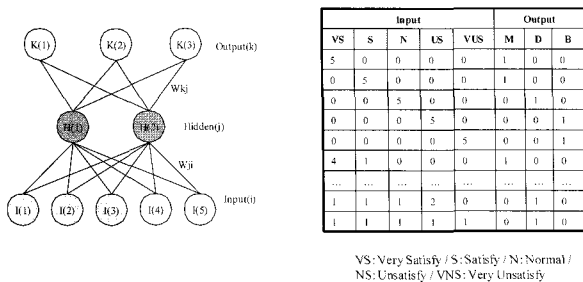 K(1) K(2) K(3) Output(k)
Wkj
H(1) H(2) Hidden(j)
Wji
I(1) I(2) I(3) I(4) I(5) Input(i)
Input Output
VS S N US VUS M D B
5 0 0 0 0 1 0 0
0 5 0 0 0 1 0 0
0 0 5 0 0 0 1 0
0 0 0 5 0 0 0 1
0 0 0 0 5 0 0 1
4 1 0 0 0 1 0 0
... ... ... ... ... ... ... ...
1 1 1 2 0 0 1 0
1 1 1 1 1 0 1 0
VS: Very Satisfy / S: Satisfy / N: Normal /
NS: Unsatisfy / VNS: Very Unsatisfy